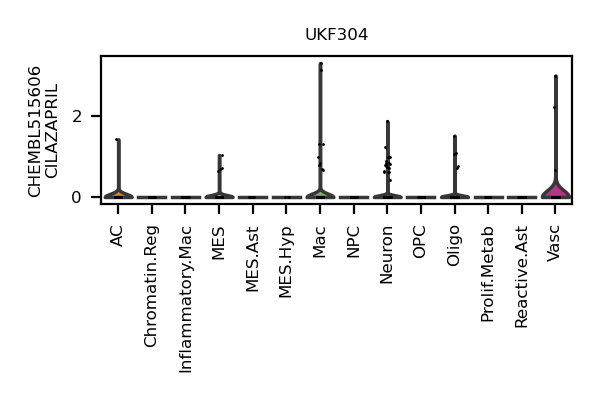 UKF304
CHEMBL515606
CILAZAPRIL
2
0
AC
Chromatin.Reg
Inflammatory.Mac
MES
MES.Ast
MES.Hyp
Mac
NPC
Neuron
OPC
Oligo
Prolif.Metab
Reactive.Ast
Vasc